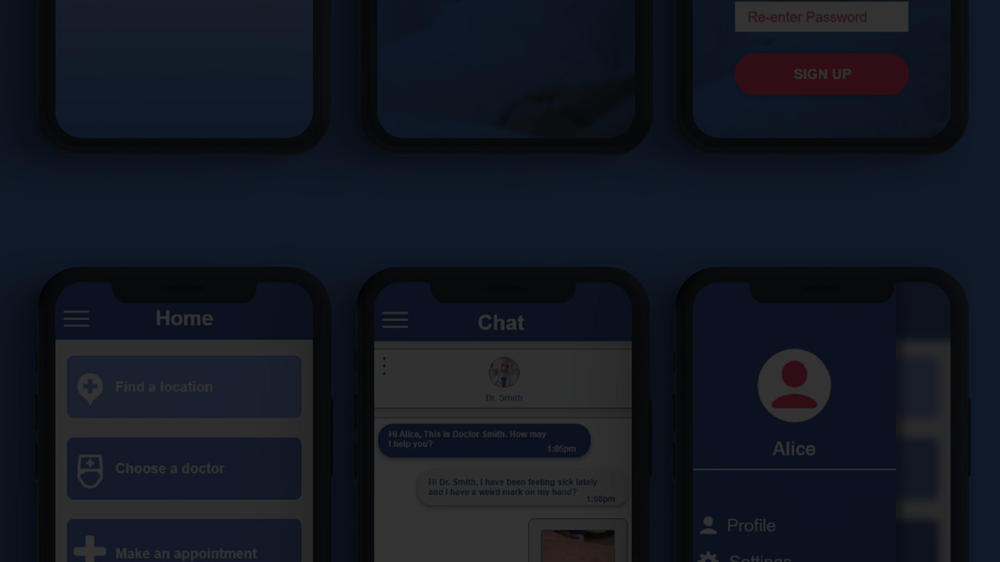 Re-enter Password
SIGN UP
Home
Find a location
Choose a doctor
Make an appointment
Chat
Dr. Smith
Hi Alice, This is Doctor Smith. How may
I help you?
1:05pm
Hi Dr. Smith, I have been feeling sick lately
and I have a weird mark on my hand?
1:08pm
Alice
Profile
Settings